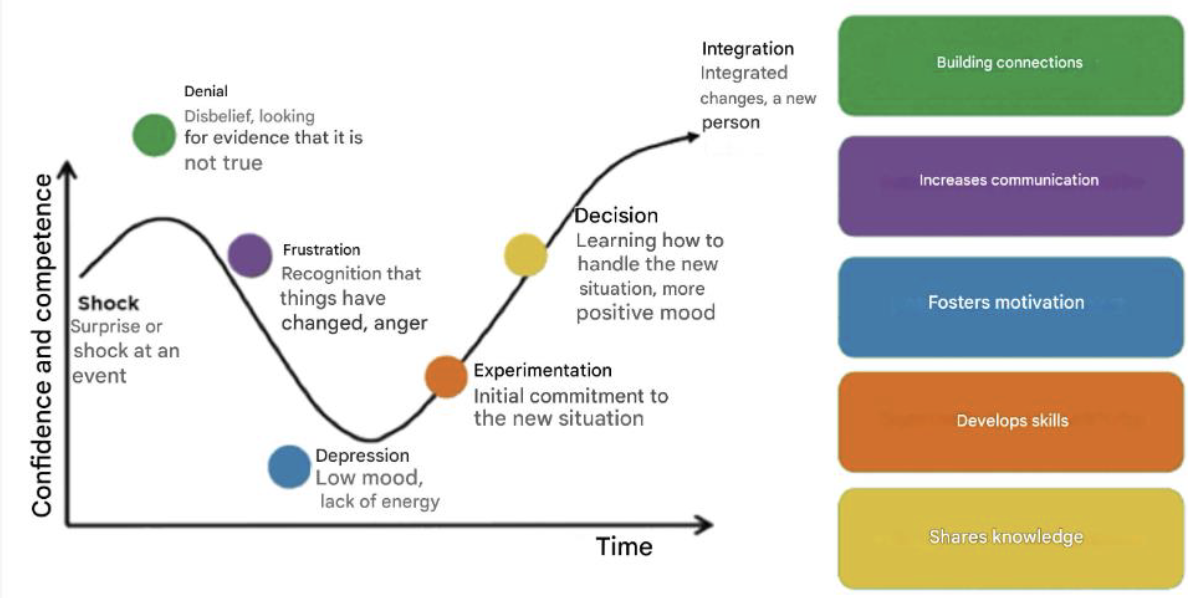 Integration
Integrated
changes, a new
person
Denial
Disbelief, looking
for evidence that it is
not true
Confidence and competence
Shock
Surprise or
shock at an
event
Frustration
Recognition that
things have
changed, anger
Decision
Learning how to
handle the new
situation, more
positive mood
Experimentation
Initial commitment to
the new situation
Depression
Low mood,
lack of energy
Time
Building connections
Increases communication
Fosters motivation
Develops skills
Shares knowledge